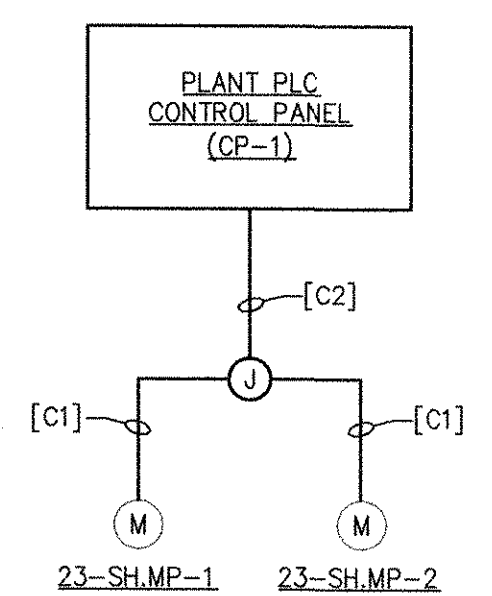 PLANT PLC
CONTROL PANEL
(CP-1)
[C2]
J
[C1]
[C1]
M
M
23-SH.MP-1
23-SH.MP-2